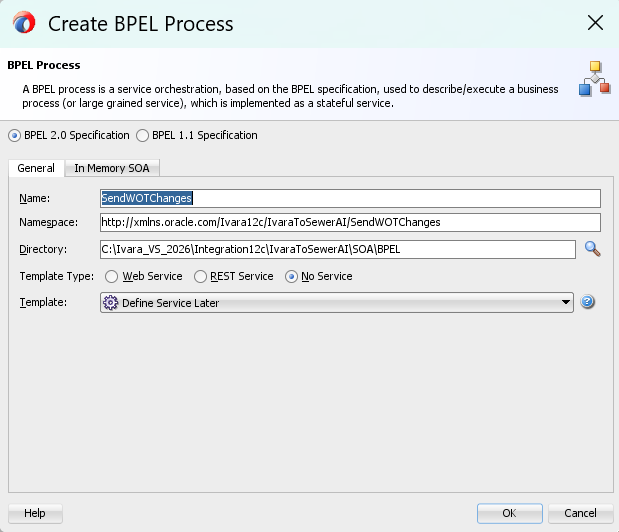 Create BPEL Process
BPEL Process
A BPEL process is a service orchestration, based on the BPEL specification, used to describe/execute a business
process (or large grained service), which is implemented as a stateful service.
BPEL 2.0 Specification BPEL 1.1 Specification
General In Memory SOA
Name: SendWOTChanges
Namespace: http://xmlns.oracle.com/Ivara12c/IvaraToSewerAI/SendWOTChanges
Directory: C:\Ivara_VS_2026\Integration12c\IvaraToSewerAI\SOA\BPEL
Template Type: Web Service REST Service No Service
Template: Define Service Later ?
Help OK Cancel